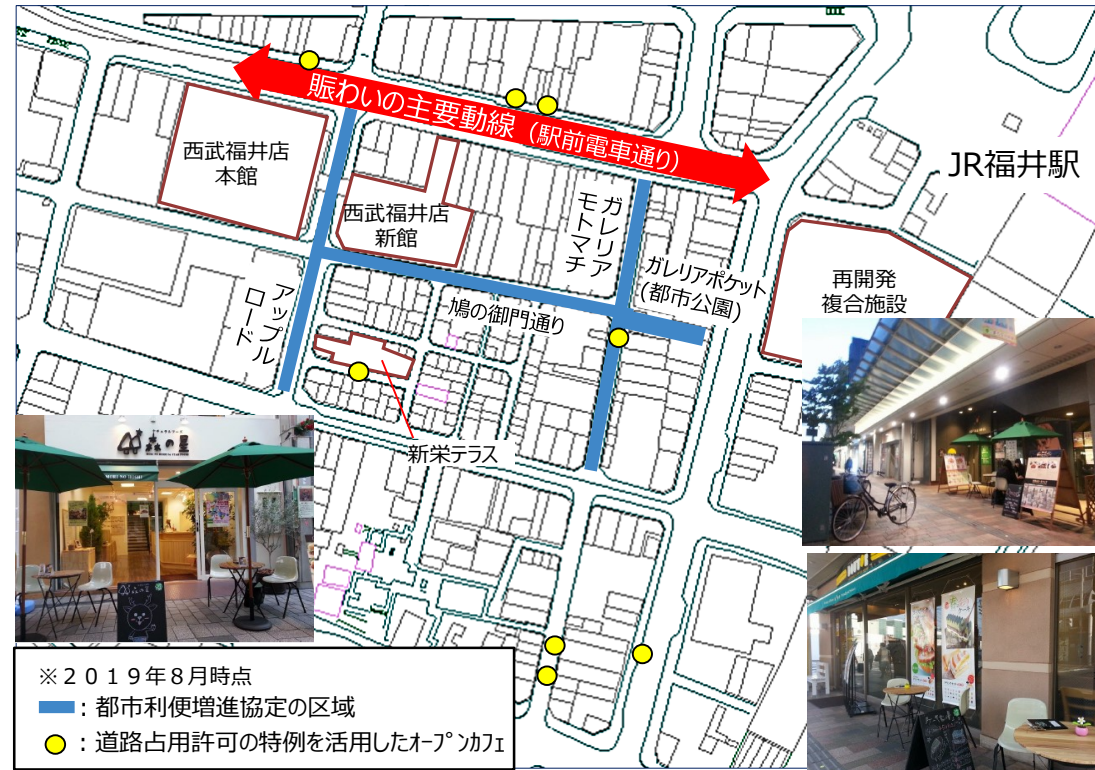 賑わいの主要動線（駅前電車通り）
JR福井駅
西武福井店
本館
西武福井店
新館
ガレリア
モトマチ
ガレリアポケット
（都市公園）
再開発
複合施設
アップル
ロード
鳩の御門通り
新栄テラス
森の屋
※２０１９年８月時点
：都市利便増進協定の区域
：道路占用許可の特例を活用したｵｰﾌﾟﾝｶﾌｪ